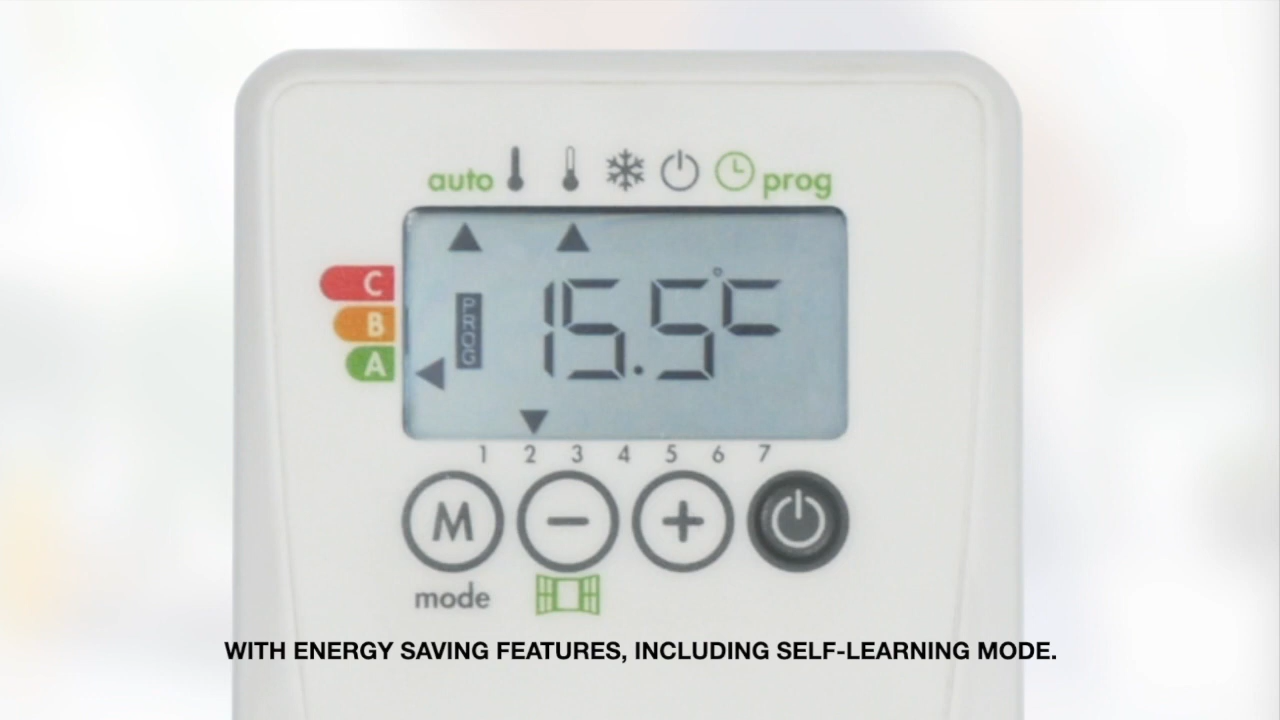 auto prog
C
B
A
PROG
15.5°C
1 2 3 4 5 6 7
M
mode
WITH ENERGY SAVING FEATURES, INCLUDING SELF-LEARNING MODE.